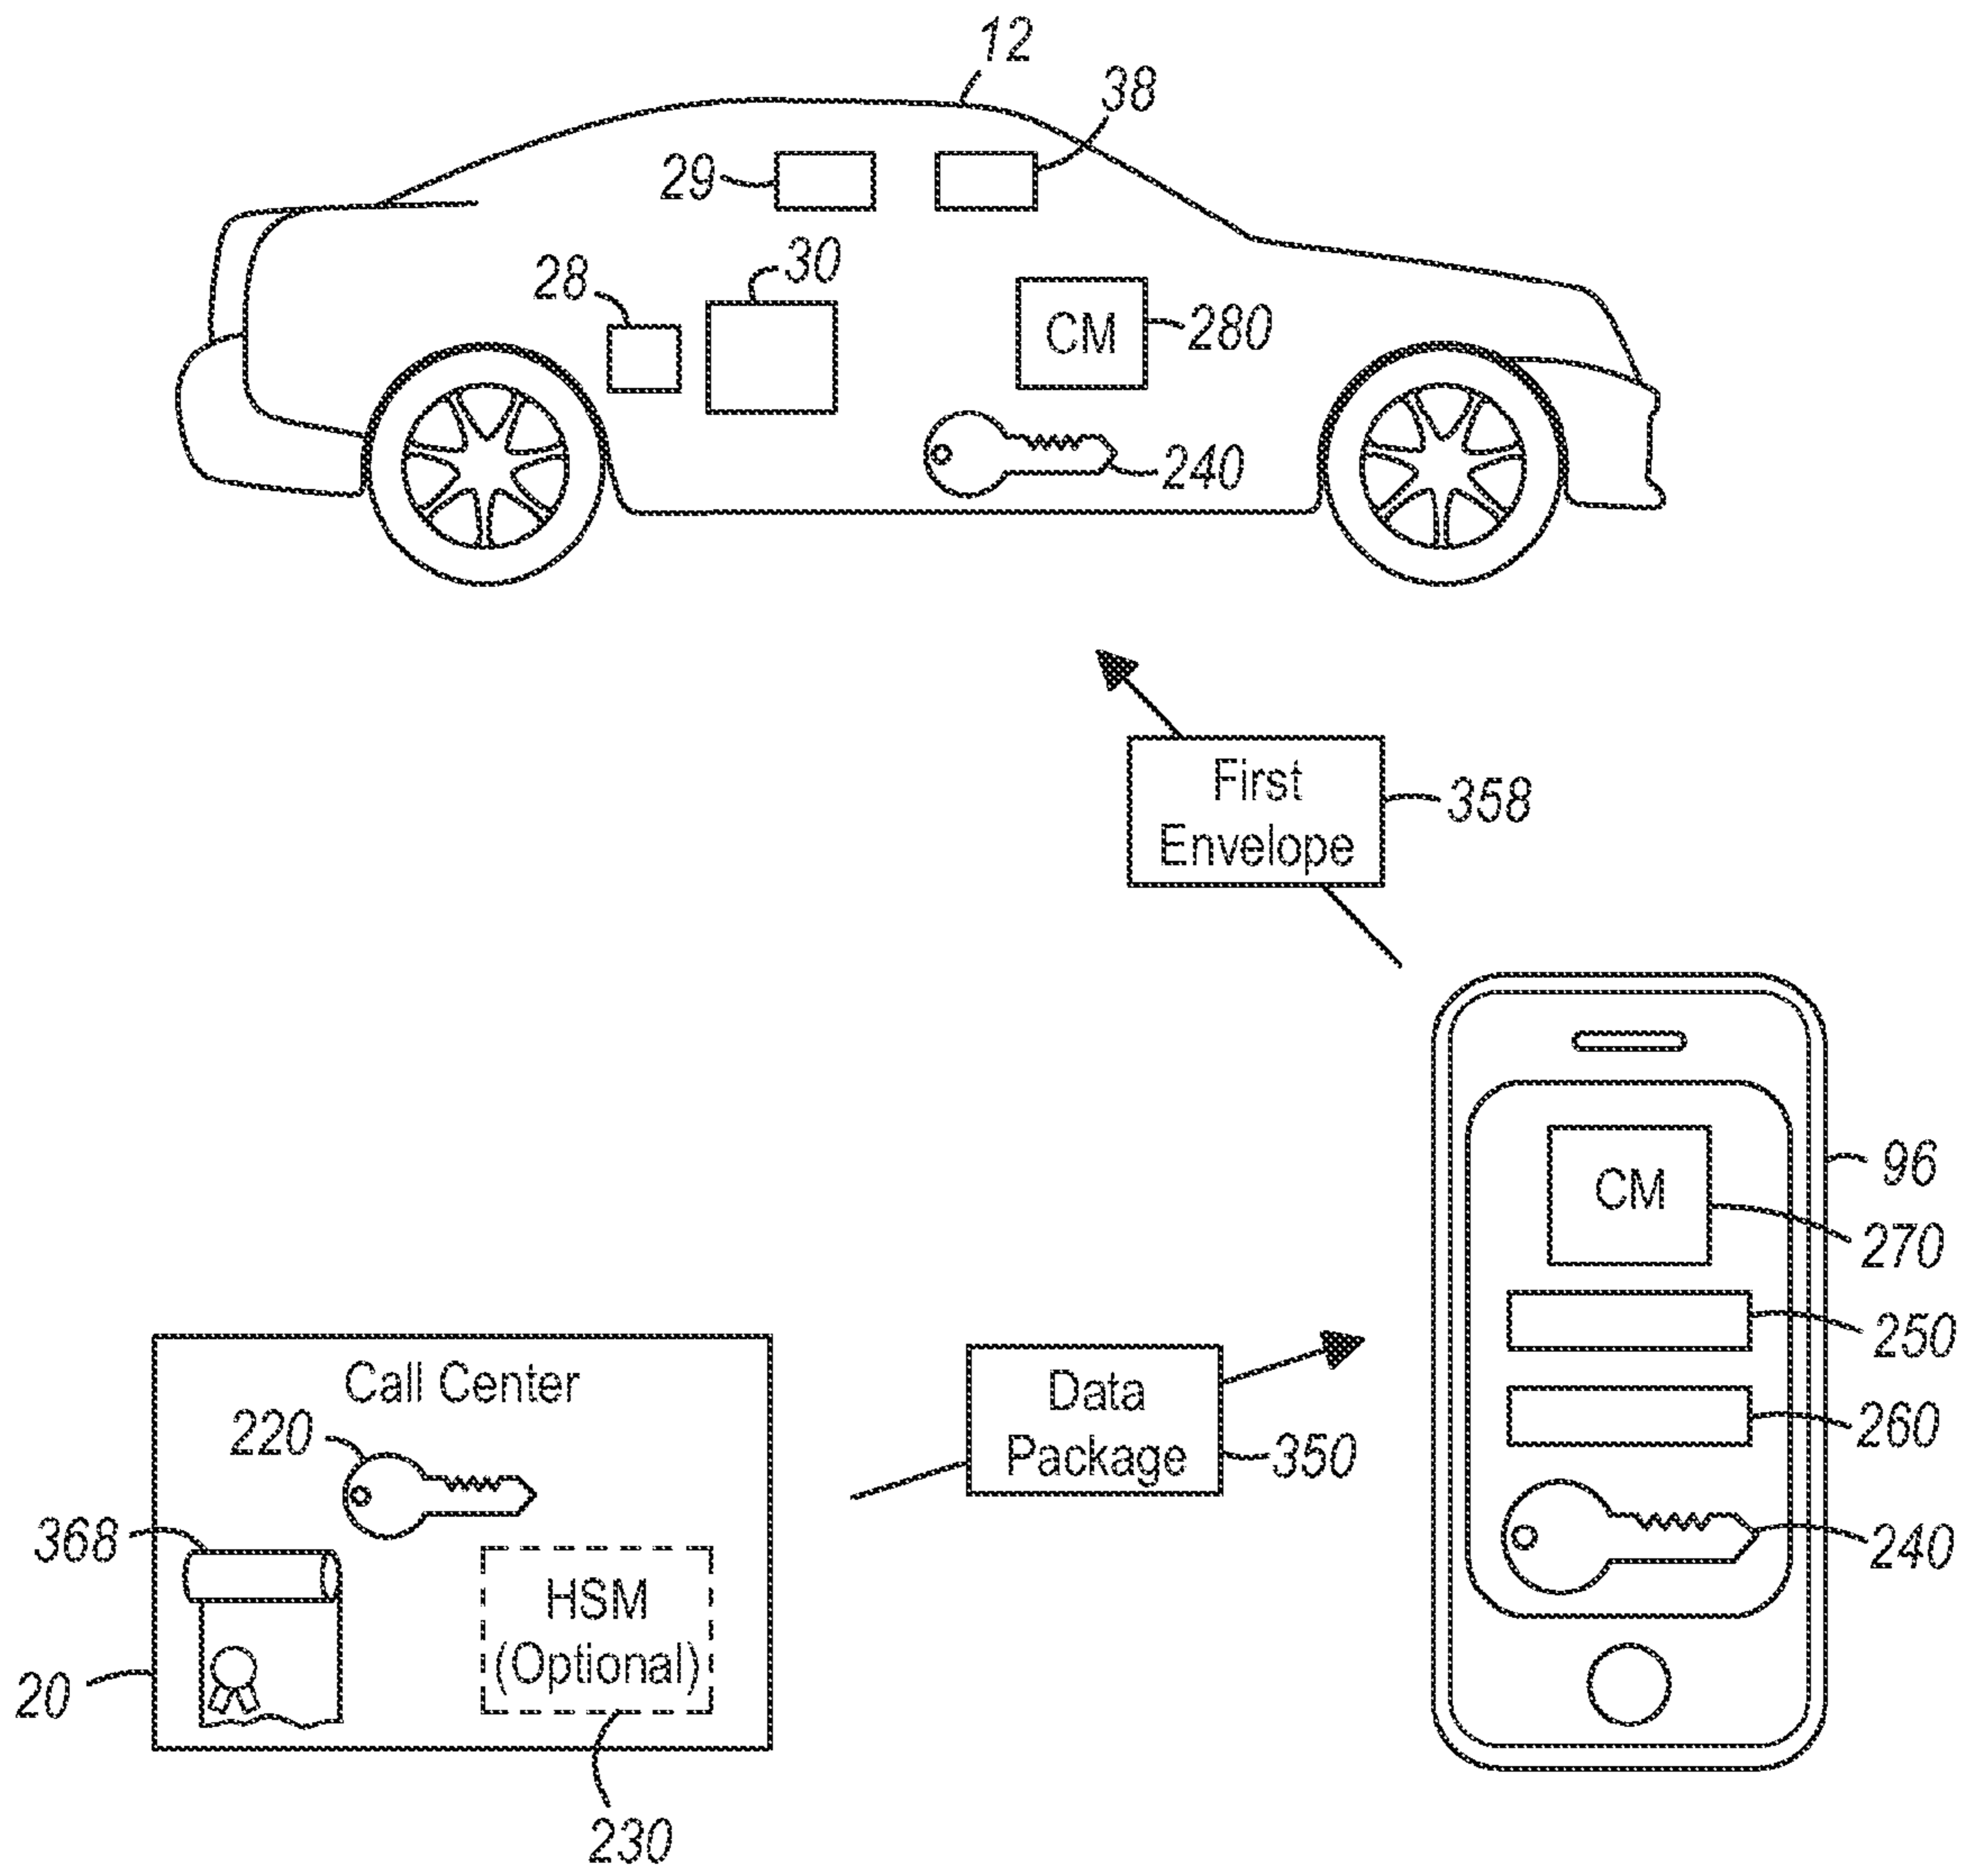 12
38
29
30
28
CM
280
240
First
Envelope
358
96
CM
270
250
260
240
Call Center
220
Data
Package
350
368
HSM
(Optional)
20
230